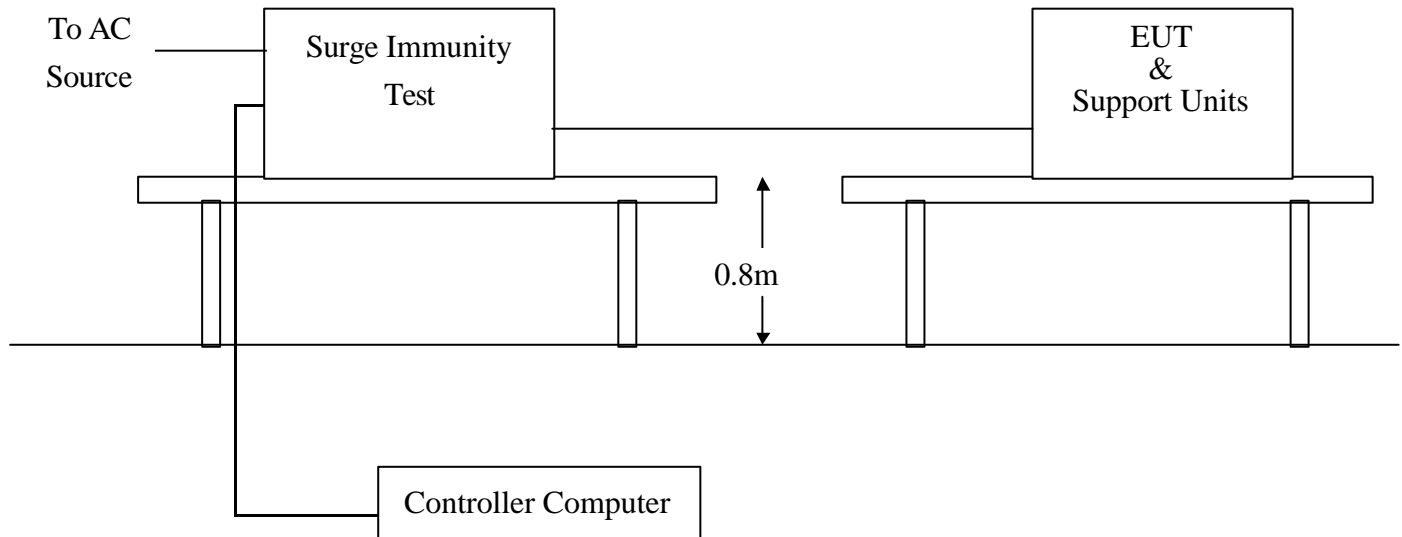 To AC
Source
Surge Immunity
Test
EUT
&
Support Units
0.8m
Controller Computer